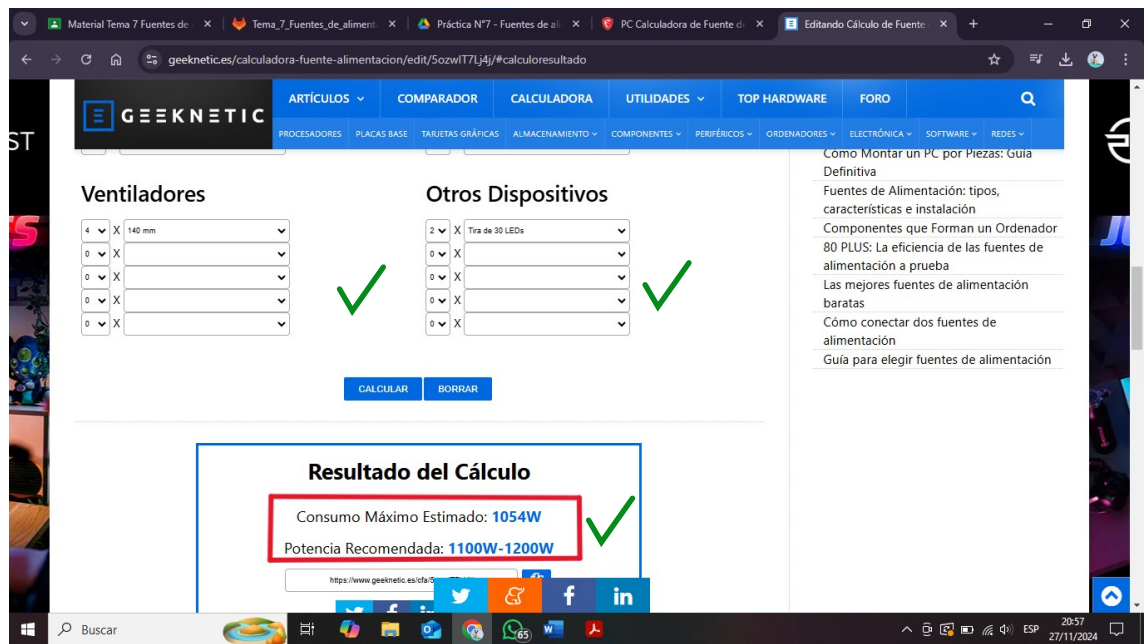 Material Tema 7 Fuentes de
Tema_7_Fuentes_de_aliment
Práctica N°7 - Fuentes de ali
PC Calculadora de Fuente d
Editando Cálculo de Fuente
geeknetic.es/calculadora-fuente-alimentacion/edit/5ozwIT7Lj4j/#calculoresultado
ST
GEEKNETIC
ARTÍCULOS COMPARADOR CALCULADORA UTILIDADES TOP HARDWARE FORO
PROCESADORES PLACAS BASE TARJETAS GRÁFICAS ALMACENAMIENTO COMPONENTES PERIFÉRICOS ORDENADORES ELECTRÓNICA SOFTWARE REDES
Cómo Montar un PC por Piezas: Guía
Definitiva
Fuentes de Alimentación: tipos,
características e instalación
Componentes que Forman un Ordenador
80 PLUS: La eficiencia de las fuentes de
alimentación a prueba
Las mejores fuentes de alimentación
baratas
Cómo conectar dos fuentes de
alimentación
Guía para elegir fuentes de alimentación
Ventiladores
4 X 140 mm
0 X
0 X
0 X
0 X
Otros Dispositivos
2 X Tira de 30 LEDs
0 X
0 X
0 X
0 X
CALCULAR BORRAR
Resultado del Cálculo
Consumo Máximo Estimado: 1054W
Potencia Recomendada: 1100W-1200W
https://www.geeknetic.es/cfa/5
Buscar
65
ESP
20:57
27/11/2024